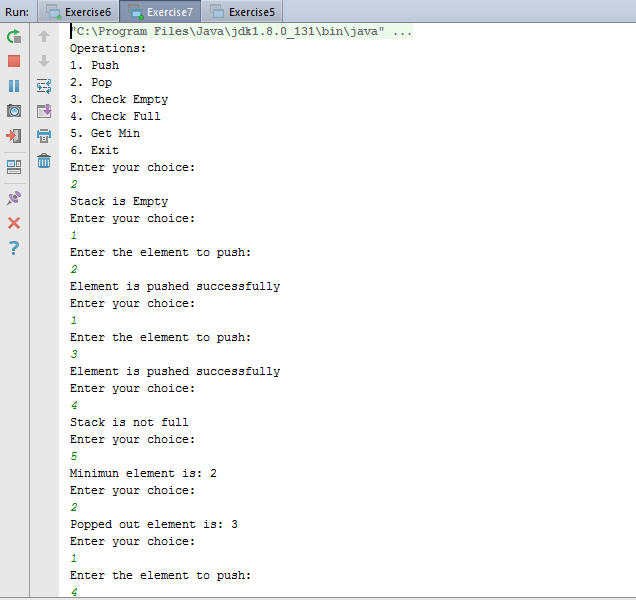 Run: Exercise6 Exercise7 Exercise5
"C:\Program Files\Java\jdk1.8.0_131\bin\java" ...
Operations:
1. Push
2. Pop
3. Check Empty
4. Check Full
5. Get Min
6. Exit
Enter your choice:
2
Stack is Empty
Enter your choice:
1
Enter the element to push:
2
Element is pushed successfully
Enter your choice:
1
Enter the element to push:
3
Element is pushed successfully
Enter your choice:
4
Stack is not full
Enter your choice:
5
Minimun element is: 2
Enter your choice:
2
Popped out element is: 3
Enter your choice:
1
Enter the element to push:
4